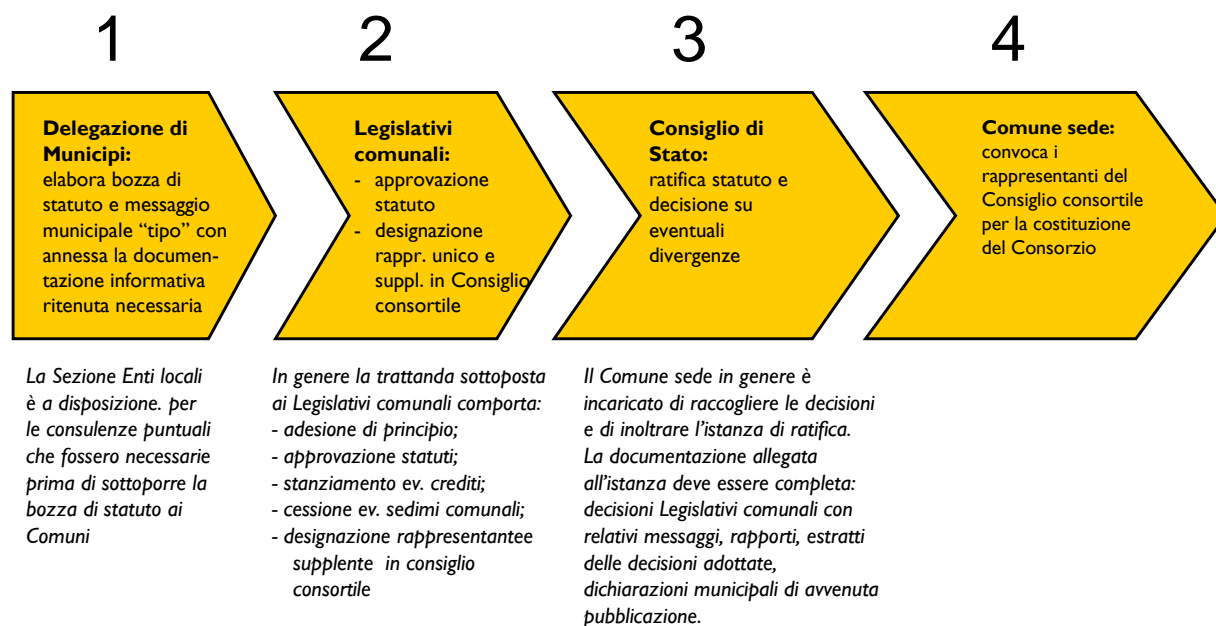 1
2
3
4
Delegazione di
Municipi:
elabora bozza di
statuto e messaggio
municipale “tipo” con
annessa la documen-
tazione informativa
ritenuta necessaria
Legislativi
comunali:
- approvazione
statuto
- designazione
rappr. unico e
suppl. in Consiglio
consortile
Consiglio di
Stato:
ratifica statuto e
decisione su
eventuali
divergenze
Comune sede:
convoca i
rappresentanti del
Consiglio consortile
per la costituzione
del Consorzio
La Sezione Enti locali
è a disposizione. per
le consulenze puntuali
che fossero necessarie
prima di sottoporre la
bozza di statuto ai
Comuni
In genere la trattanda sottoposta
ai Legislativi comunali comporta:
- adesione di principio;
- approvazione statuti;
- stanziamento ev. crediti;
- cessione ev. sedimi comunali;
- designazione rappresentantee
supplente in consiglio
consortile
Il Comune sede in genere è
incaricato di raccogliere le decisioni
e di inoltrare l’istanza di ratifica.
La documentazione allegata
all’istanza deve essere completa:
decisioni Legislativi comunali con
relativi messaggi, rapporti, estratti
delle decisioni adottate,
dichiarazioni municipali di avvenuta
pubblicazione.